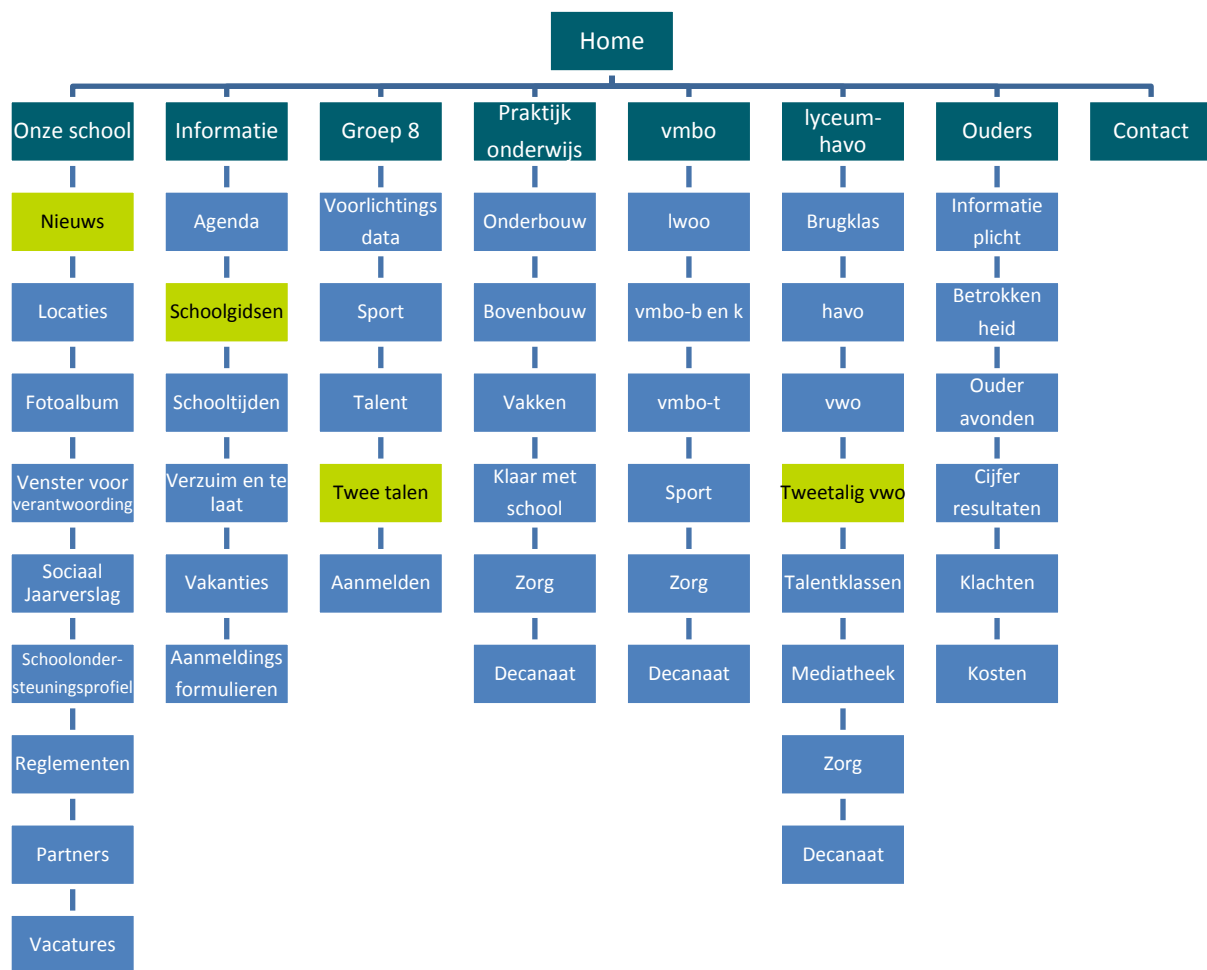 Home
Onze school
Informatie
Groep 8
Praktijk
onderwijs
vmbo
lyceum-
havo
Ouders
Contact
Nieuws
Agenda
Voorlichtings
data
Onderbouw
lwoo
Brugklas
Informatie
plicht
Locaties
Schoolgidsen
Sport
Bovenbouw
vmbo-b en k
havo
Betrokken
heid
Fotoalbum
Schooltijden
Talent
Vakken
vmbo-t
vwo
Ouder
avonden
Venster voor
verantwoording
Verzuim en te
laat
Twee talen
Klaar met
school
Sport
Tweetalig vwo
Cijfer
resultaten
Sociaal
Jaarverslag
Vakanties
Aanmelden
Zorg
Zorg
Talentklassen
Klachten
Schoolonder-
steuningsprofiel
Aanmeldings
formulieren
Decanaat
Decanaat
Mediatheek
Kosten
Reglementen
Zorg
Partners
Decanaat
Vacatures